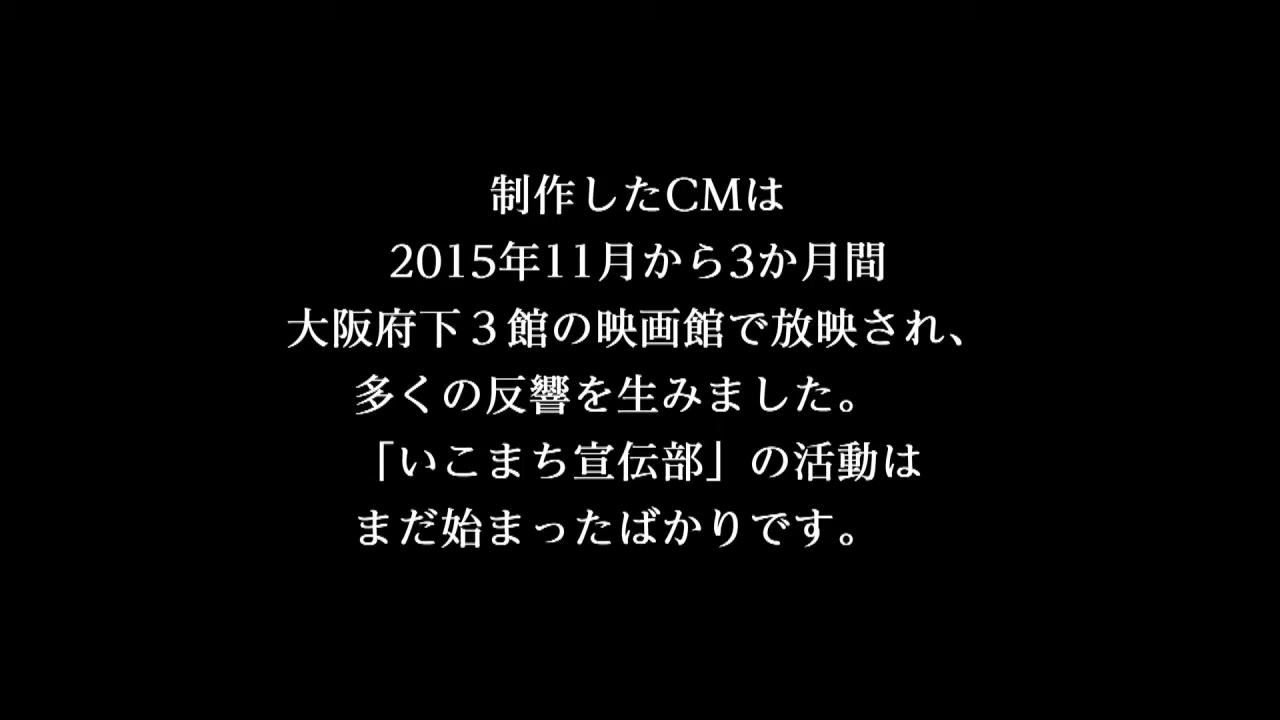 制作したCMは
2015年11月から3か月間
大阪府下３館の映画館で放映され、
多くの反響を生みました。
「いこまち宣伝部」の活動は
まだ始まったばかりです。